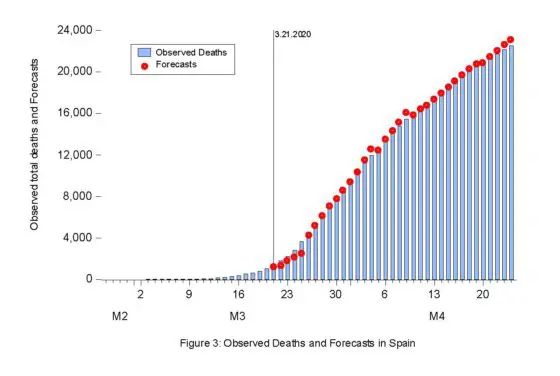 3.21.2020
24,000
20,000
16,000
12,000
8,000
4,000
0
Observed total deaths and Forecasts
Observed Deaths
Forecasts
2 9 16 23 30 6 13 20
M2 M3 M4
Figure 3: Observed Deaths and Forecasts in Spain